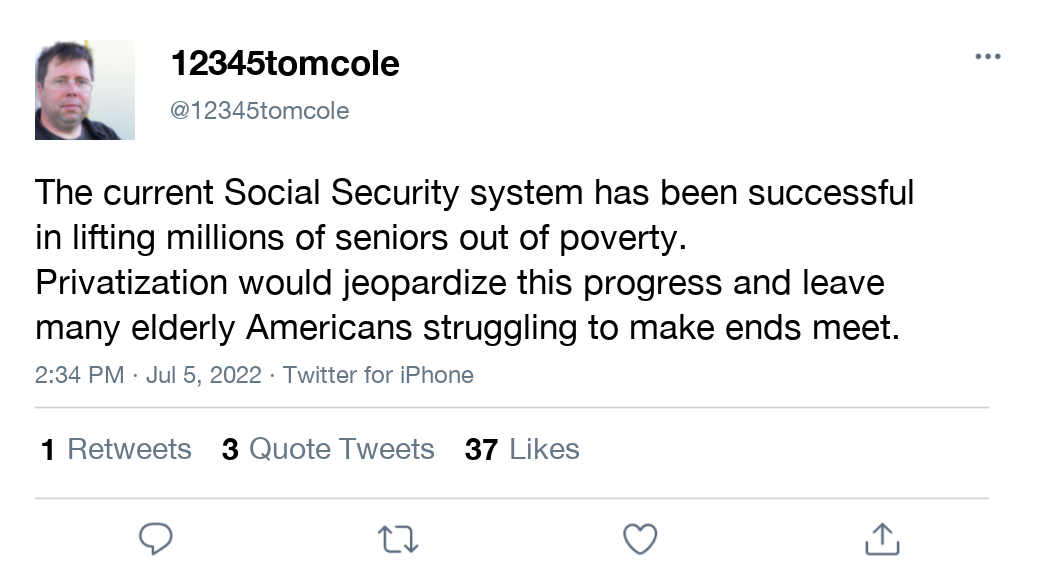 12345tomcole
@12345tomcole
The current Social Security system has been successful
in lifting millions of seniors out of poverty.
Privatization would jeopardize this progress and leave
many elderly Americans struggling to make ends meet.
2:34 PM · Jul 5, 2022 · Twitter for iPhone
1 Retweets 3 Quote Tweets 37 Likes